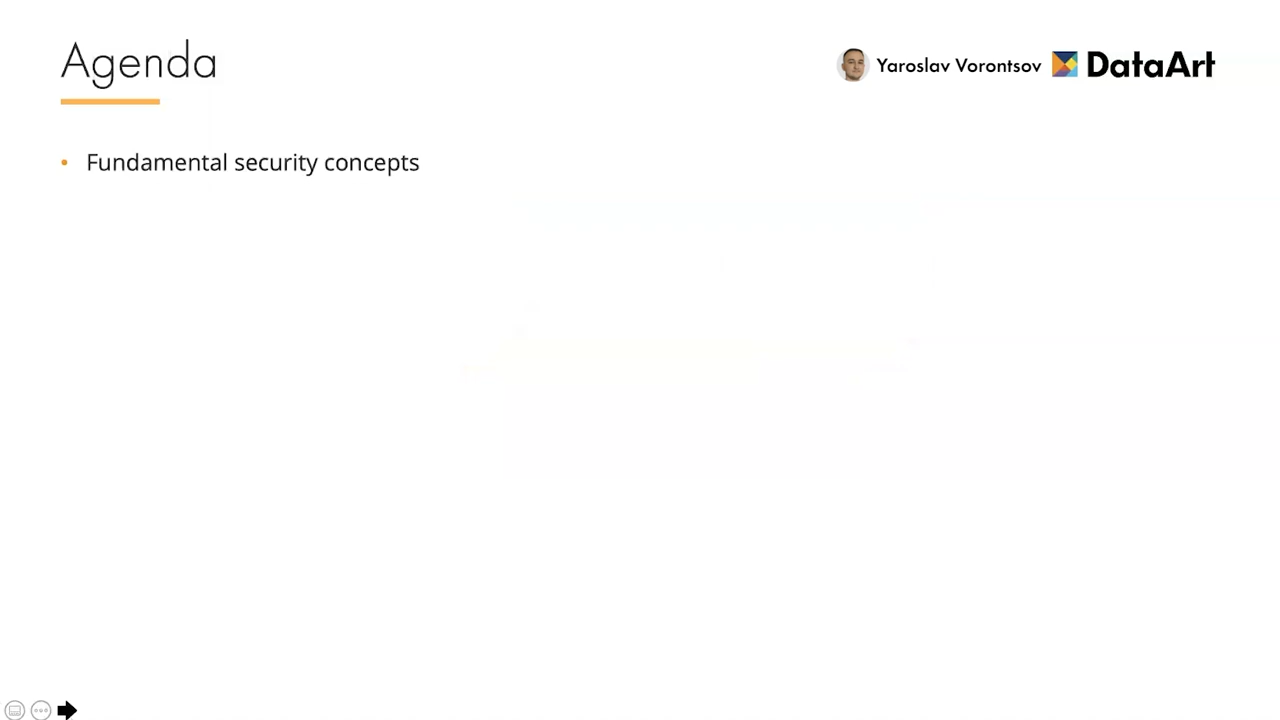 Agenda
Yaroslav Vorontsov DataArt
• Fundamental security concepts